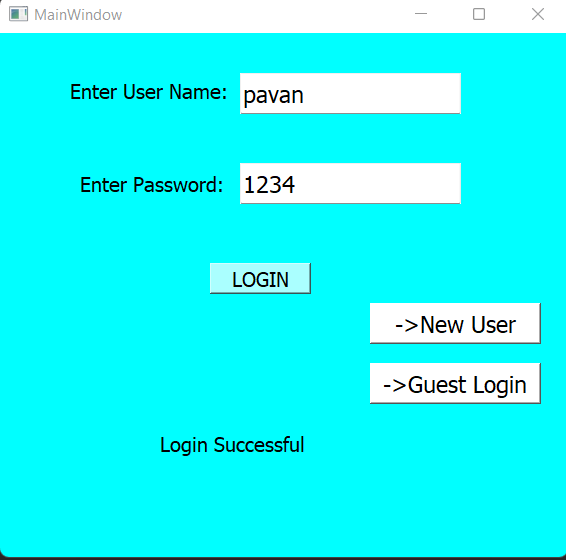 MainWindow
Enter User Name: pavan
Enter Password: 1234
LOGIN
->New User
->Guest Login
Login Successful